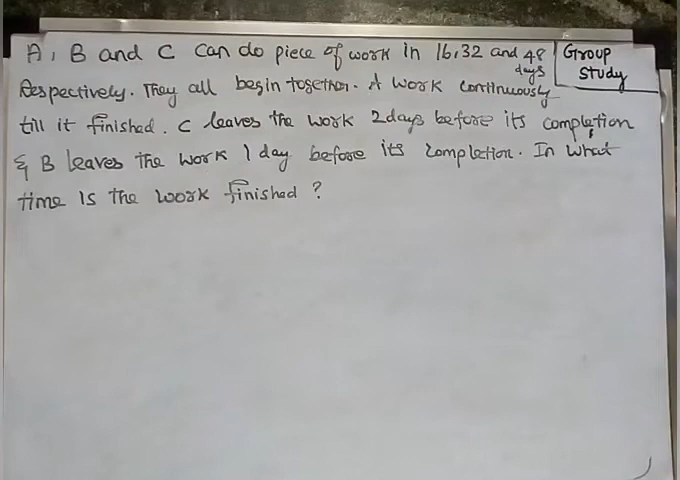 A, B and C can do piece of work in 16,32 and 48 days
Respectively. They all begin together. A work continuously
till it finished. C leaves the work 2days before its completion
& B leaves the work 1 day before its completion. In what
time is the work finished ?
Group
study